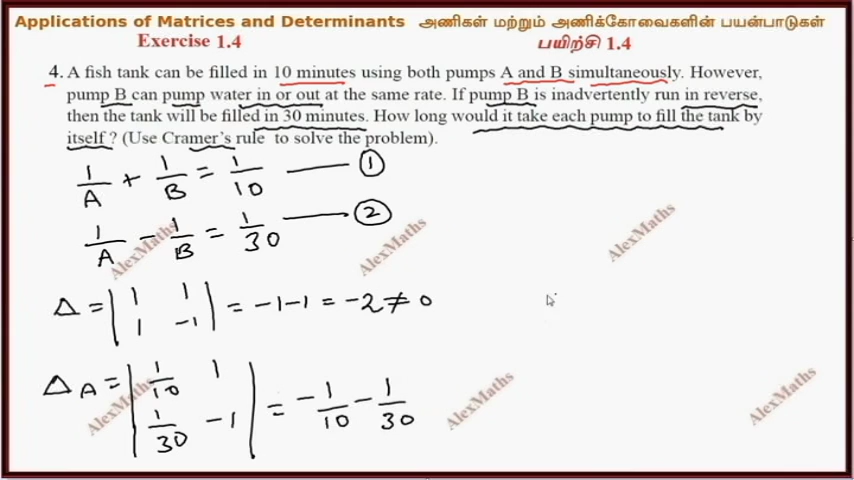 Applications of Matrices and Determinants அணிகள் மற்றும் அணிக்கோவைகளின் பயன்பாடுகள்
Exercise 1.4 பயிற்சி 1.4
4. A fish tank can be filled in 10 minutes using both pumps A and B simultaneously. However,
pump B can pump water in or out at the same rate. If pump B is inadvertently run in reverse,
then the tank will be filled in 30 minutes. How long would it take each pump to fill the tank by
itself ? (Use Cramer's rule to solve the problem).
1/A + 1/B = 1/10 —— ①
1/A - 1/B = 1/30 —— ②
AlexMaths AlexMaths AlexMaths
Δ = |1 1; 1 -1| = -1-1 = -2 ≠ 0
Δ A = |1/10 1; 1/30 -1| = -1/10 - 1/30
AlexMaths AlexMaths AlexMaths